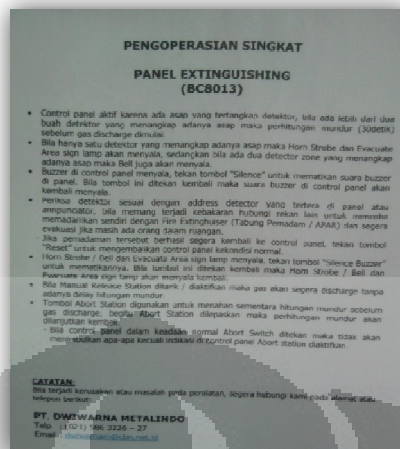 PENGOPERASIAN SINGKAT
PANEL EXTINGUISHING
(BC8013)
• Control panel aktif karena ada asap yang tertangkap detektor, bila ada lebih dari dua
buah detektor yang menangkap adanya asap maka perhitungan mundur (30detik)
sebelum gas discharge dimulai.
• Bila hanya satu detektor yang menangkap adanya asap maka Horn Strobe dan Evacuate
Area sign lamp akan menyala, sedangkan bila ada dua detector zone yang menangkap
adanya asap maka Bell juga akan menyala.
• Buzzer di control panel menyala, tekan tombol "Silence" untuk mematikan suara buzzer
di panel. Bila tombol ini ditekan kembali maka suara buzzer di control panel akan
kembali menyala.
• Periksa detektor sesuai dengan address detector yang tertera di panel atau
annunciator, bila memang terjadi kebakaran hubungi rekan lain untuk
memadamkan sendiri dengan Fire Extinghuiser (Tabung Pemadam / APAR) dan segera
evakuasi jika masih ada orang dalam ruangan.
Jika pemadaman tersebut berhasil segera kembali ke control panel, tekan tombol
"Reset" untuk mengembalikan control panel kekondisi normal.
• Horn Strobe / Bell dan Evacuate Area sign lamp menyala, tekan tombol "Silence Buzzer"
untuk mematikannya. Bila tombol ini ditekan kembali maka Horn Strobe / Bell dan
Evacuate Area sign lamp akan menyala kembali.
• Bila Manual Release Station ditarik / diaktifkan maka gas akan segera discharge tanpa
adanya delay hitungan mundur.
• Tombol Abort Station digunakan untuk menahan sementara hitungan mundur sebelum
gas discharge, begitu Abort Station dilepaskan maka perhitungan mundur akan
dilanjutkan kembali.
- Bila control panel dalam keadaan normal Abort Switch ditekan maka tidak akan
menimbulkan apa-apa kecuali indikasi di control panel Abort station diaktifkan.
CATATAN:
Bila terjadi kerusakan atau masalah pada peralatan, segera hubungi kami pada alamat atau
telepon berikut:
PT. DWIWARNA METALINDO
Telp : (021) 586 3226 – 27
Email :